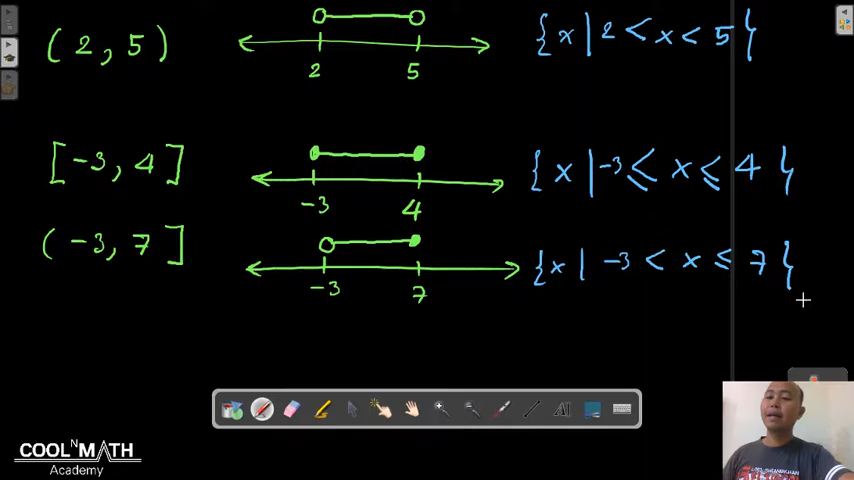 (2, 5) 2 5 {x | 2 < x < 5}
[-3, 4] -3 4 {x | -3 ≤ x ≤ 4}
(-3, 7] -3 7 {x | -3 < x ≤ 7}
COOL N MATH
Academy